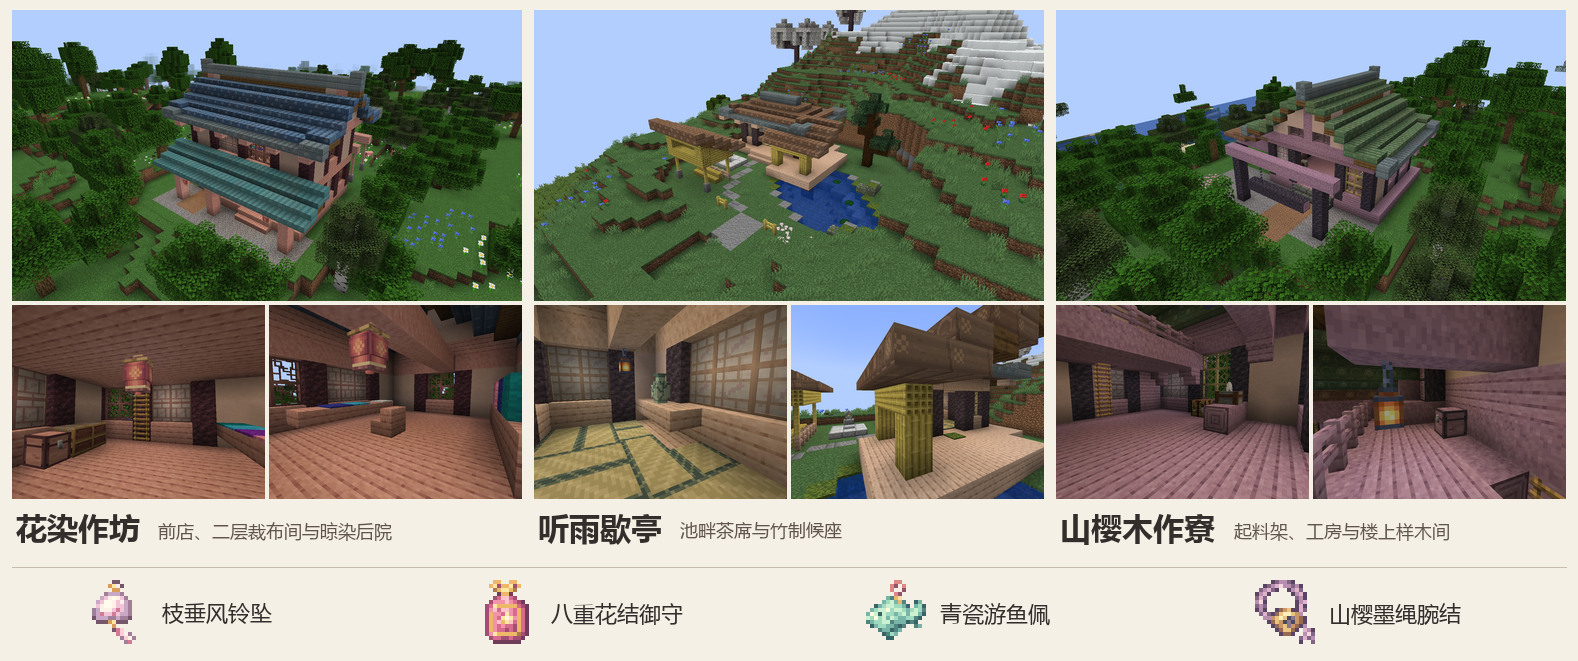 花染作坊 前店、二层裁布间与晾染后院
听雨歇亭 池畔茶席与竹制候座
山樱木作寮 起料架、工房与楼上样木间
枝垂风铃坠
八重花结御守
青瓷游鱼佩
山樱墨绳腕结